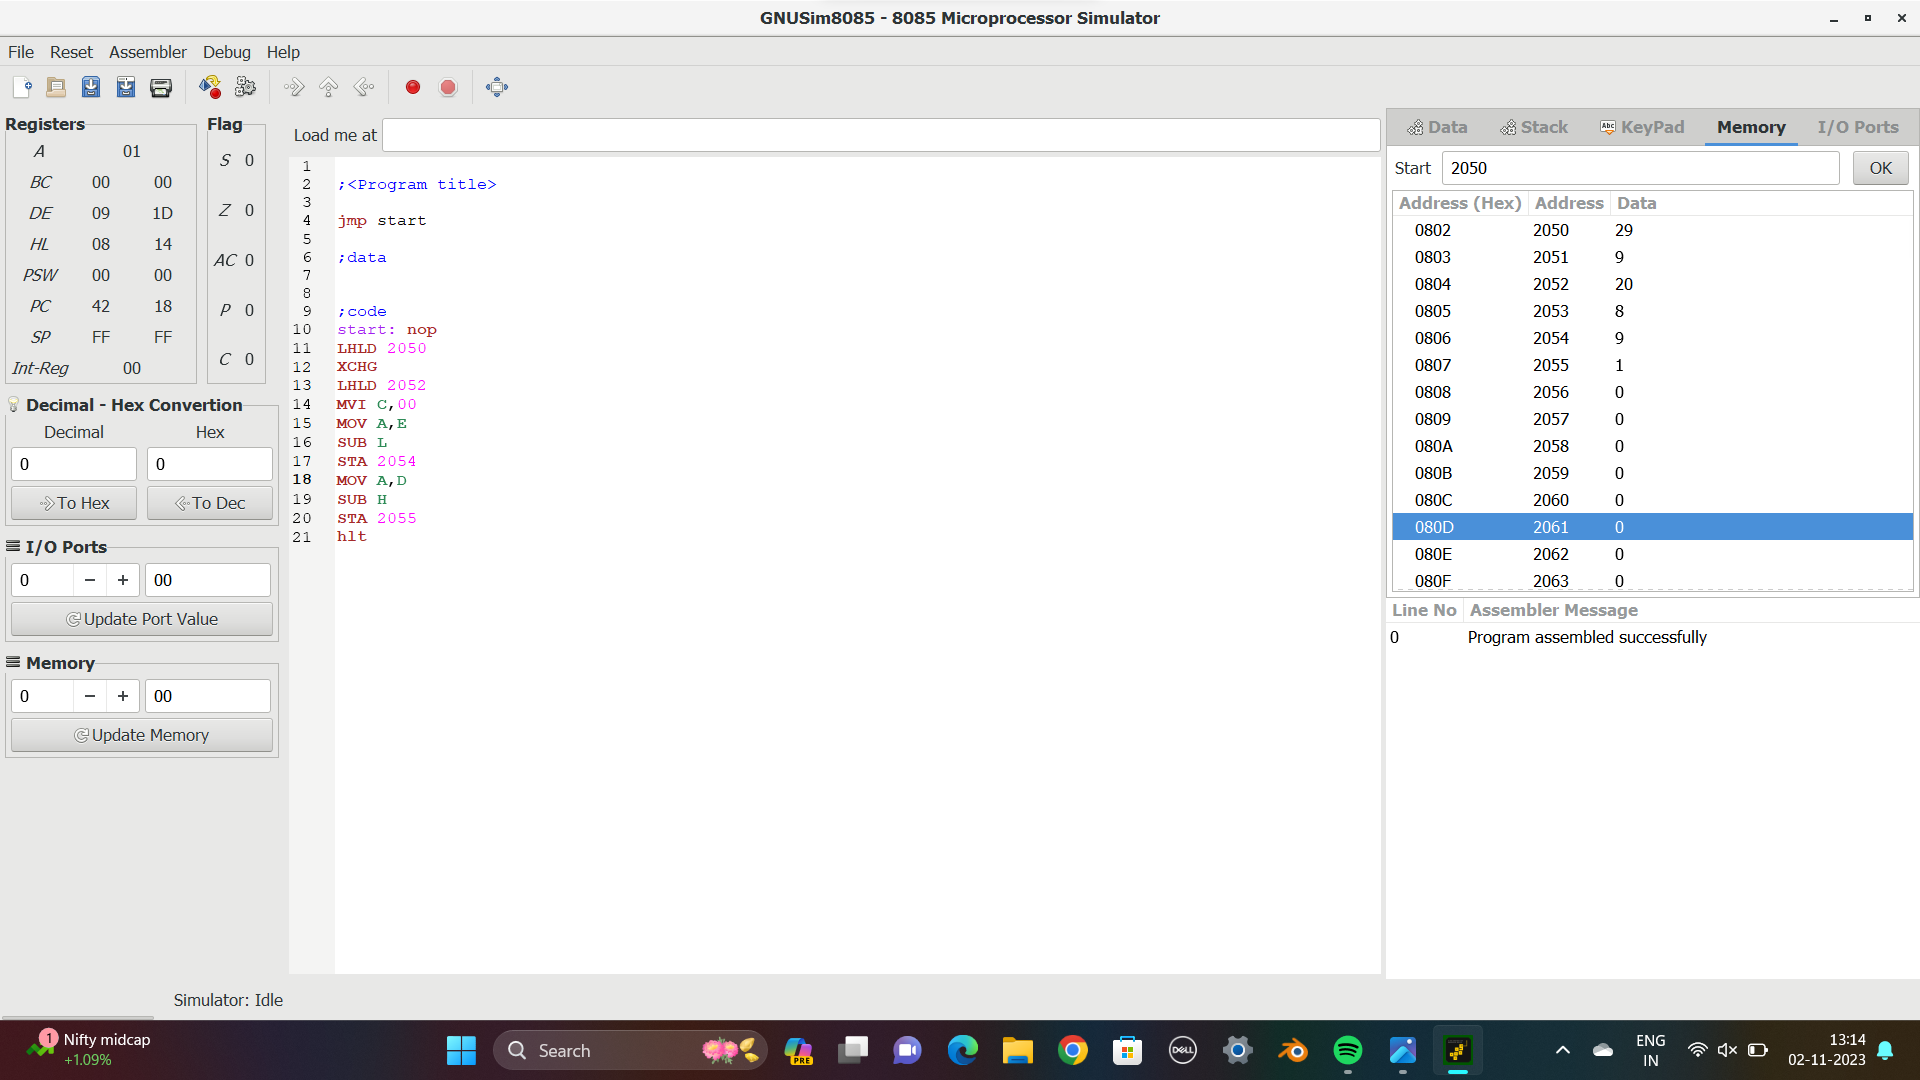 GNUSim8085 - 8085 Microprocessor Simulator
File Reset Assembler Debug Help
Registers
A 01
BC 00 00
DE 09 1D
HL 08 14
PSW 00 00
PC 42 18
SP FF FF
Int-Reg 00
Flag
S 0
Z 0
AC 0
P 0
C 0
Decimal - Hex Convertion
Decimal Hex
0 0
To Hex To Dec
I/O Ports
0 − + 00
Update Port Value
Memory
0 − + 00
Update Memory
Load me at
1
2 ;<Program title>
3
4 jmp start
5
6 ;data
7
8
9 ;code
10 start: nop
11 LHLD 2050
12 XCHG
13 LHLD 2052
14 MVI C,00
15 MOV A,E
16 SUB L
17 STA 2054
18 MOV A,D
19 SUB H
20 STA 2055
21 hlt
Data Stack Abc KeyPad Memory I/O Ports
Start 2050 OK
Address (Hex) Address Data
0802 2050 29
0803 2051 9
0804 2052 20
0805 2053 8
0806 2054 9
0807 2055 1
0808 2056 0
0809 2057 0
080A 2058 0
080B 2059 0
080C 2060 0
080D 2061 0
080E 2062 0
080F 2063 0
Line No Assembler Message
0 Program assembled successfully
Simulator: Idle
1 Nifty midcap
+1.09%
Search
PRE
DELL
ENG
IN
13:14
02-11-2023